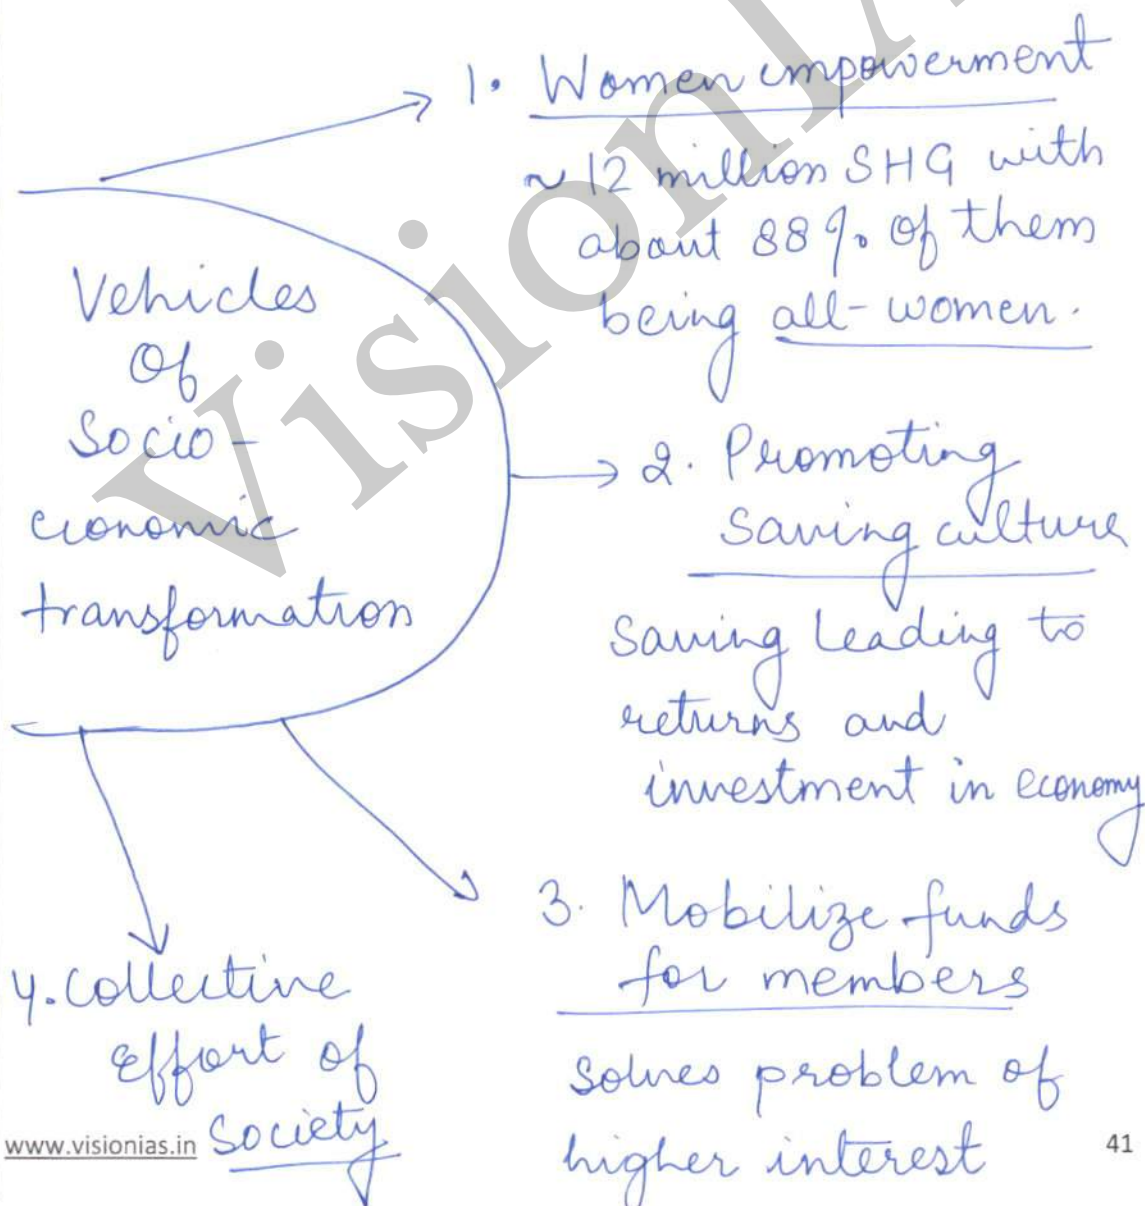 1. Women empowerment
~ 12 million SHG with
about 88% of them
being all-women.
Vehicles
Of
Socio-
economic
transformation
2. Promoting
saving culture
saving leading to
returns and
investment in economy
3. Mobilize funds
for members
solves problem of
higher interest
4. Collective
Effort of
Society
www.visionias.in
41